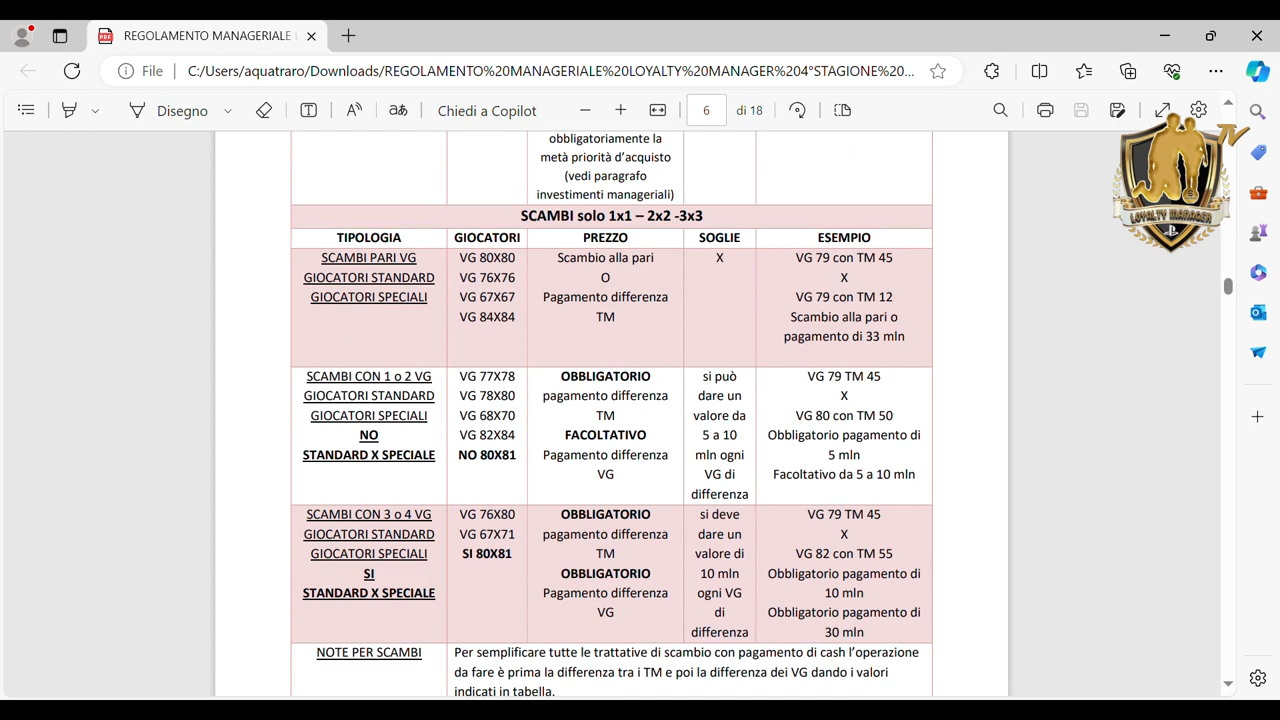 REGOLAMENTO MANAGERIALE
File
C:/Users/aquatraro/Downloads/REGOLAMENTO%20MANAGERIALE%20LOYALTY%20MANAGER%204°STAGIONE%20...
Disegno
aあ
Chiedi a Copilot
6
di 18
TV
LOYALTY MANAGER
obbligatoriamente la
metà priorità d'acquisto
(vedi paragrafo
investimenti manageriali)
SCAMBI solo 1x1 – 2x2 -3x3
TIPOLOGIA GIOCATORI PREZZO SOGLIE ESEMPIO
SCAMBI PARI VG VG 80X80 Scambio alla pari X VG 79 con TM 45
GIOCATORI STANDARD VG 76X76 O X
GIOCATORI SPECIALI VG 67X67 Pagamento differenza VG 79 con TM 12
VG 84X84 TM Scambio alla pari o
pagamento di 33 mln
SCAMBI CON 1 o 2 VG VG 77X78 OBBLIGATORIO si può VG 79 TM 45
GIOCATORI STANDARD VG 78X80 pagamento differenza dare un X
GIOCATORI SPECIALI VG 68X70 TM valore da VG 80 con TM 50
NO VG 82X84 FACOLTATIVO 5 a 10 Obbligatorio pagamento di
STANDARD X SPECIALE NO 80X81 Pagamento differenza mln ogni 5 mln
VG VG di Facoltativo da 5 a 10 mln
differenza
SCAMBI CON 3 o 4 VG VG 76X80 OBBLIGATORIO si deve VG 79 TM 45
GIOCATORI STANDARD VG 67X71 pagamento differenza dare un X
GIOCATORI SPECIALI SI 80X81 TM valore di VG 82 con TM 55
SI OBBLIGATORIO 10 mln Obbligatorio pagamento di
STANDARD X SPECIALE Pagamento differenza ogni VG 10 mln
VG di Obbligatorio pagamento di
differenza 30 mln
NOTE PER SCAMBI Per semplificare tutte le trattative di scambio con pagamento di cash l'operazione
da fare è prima la differenza tra i TM e poi la differenza dei VG dando i valori
indicati in tabella.